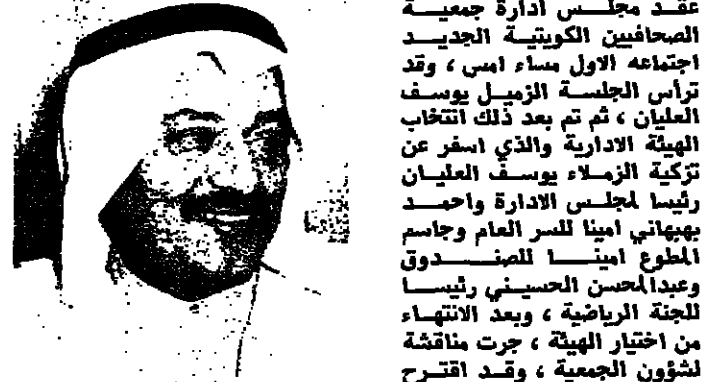 عقد مجلس ادارة جمعية
الصحافيين الكويتية الجديد
اجتماعه الاول مساء امس ، وقد
ترأس الجلسة الزميل يوسف
العليان ، ثم تم بعد ذلك انتخاب
الهيئة الادارية والذي اسفر عن
تزكية الزملاء يوسف العليان
رئيسا لمجلس الادارة واحمد
بهبهاني امينا للسر العام وجاسم
المطوع امينا للصندوق
وعبدالمحسن الحسيني رئيسا
للجنة الرياضية ، وبعد الانتهاء
من اختيار الهيئة ، جرت مناقشة
لشؤون الجمعية ، وقد اقترح